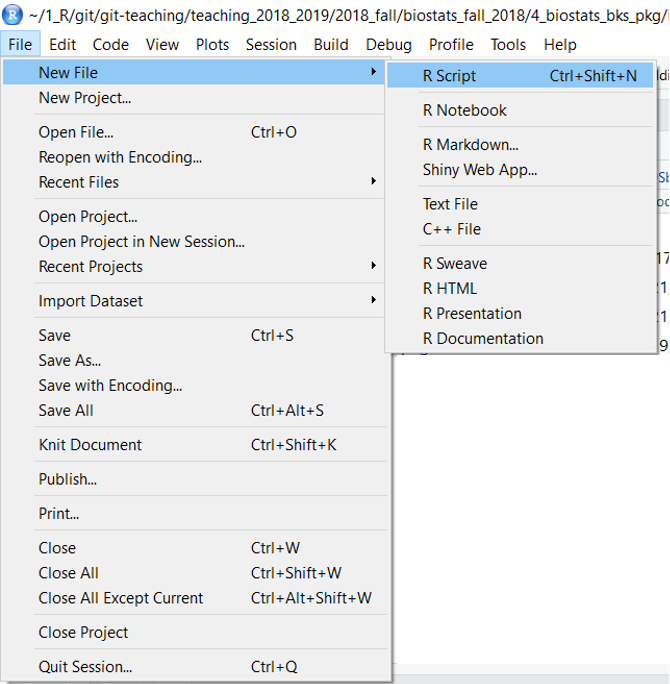 R ~/1_R/git/git-teaching/teaching_2018_2019/2018_fall/biostats_fall_2018/4_biostats_bks_pkg/
File Edit Code View Plots Session Build Debug Profile Tools Help
New File
New Project...
Open File... Ctrl+O
Reopen with Encoding...
Recent Files
Open Project...
Open Project in New Session...
Recent Projects
Import Dataset
Save Ctrl+S
Save As...
Save with Encoding...
Save All Ctrl+Alt+S
Knit Document Ctrl+Shift+K
Publish...
Print...
Close Ctrl+W
Close All Ctrl+Shift+W
Close All Except Current Ctrl+Alt+Shift+W
Close Project
Quit Session... Ctrl+Q
R Script Ctrl+Shift+N
R Notebook
R Markdown...
Shiny Web App...
Text File
C++ File
R Sweave
R HTML
R Presentation
R Documentation